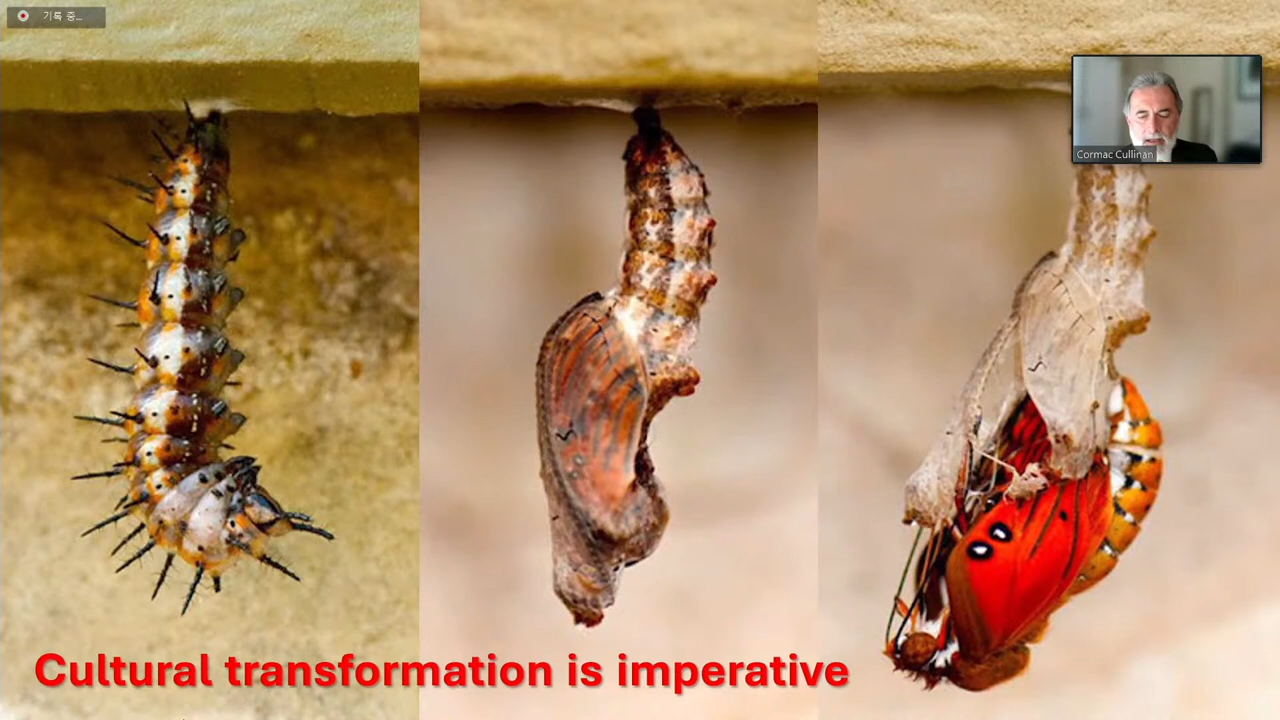 기록 중...
Cormac Cullinan
Cultural transformation is imperative